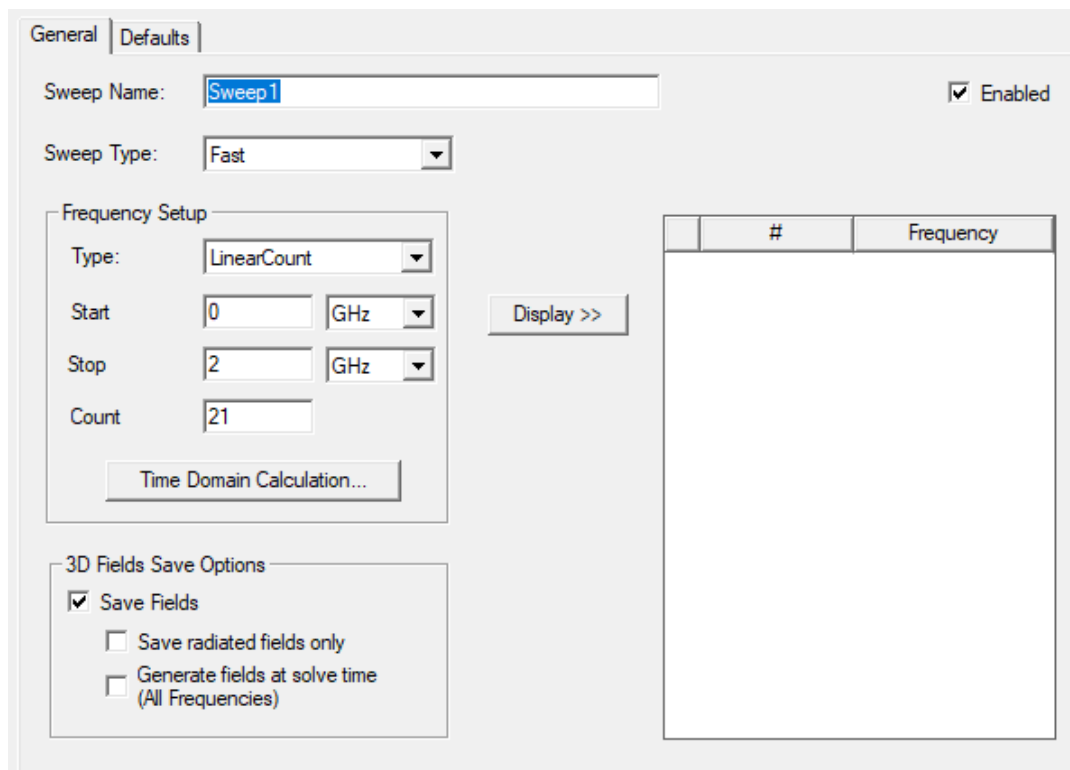 General Defaults
Sweep Name: Sweep1 Enabled
Sweep Type: Fast
Frequency Setup
Type: LinearCount
Start 0 GHz
Stop 2 GHz
Count 21
Time Domain Calculation...
Display >>
# Frequency
3D Fields Save Options
Save Fields
Save radiated fields only
Generate fields at solve time
(All Frequencies)